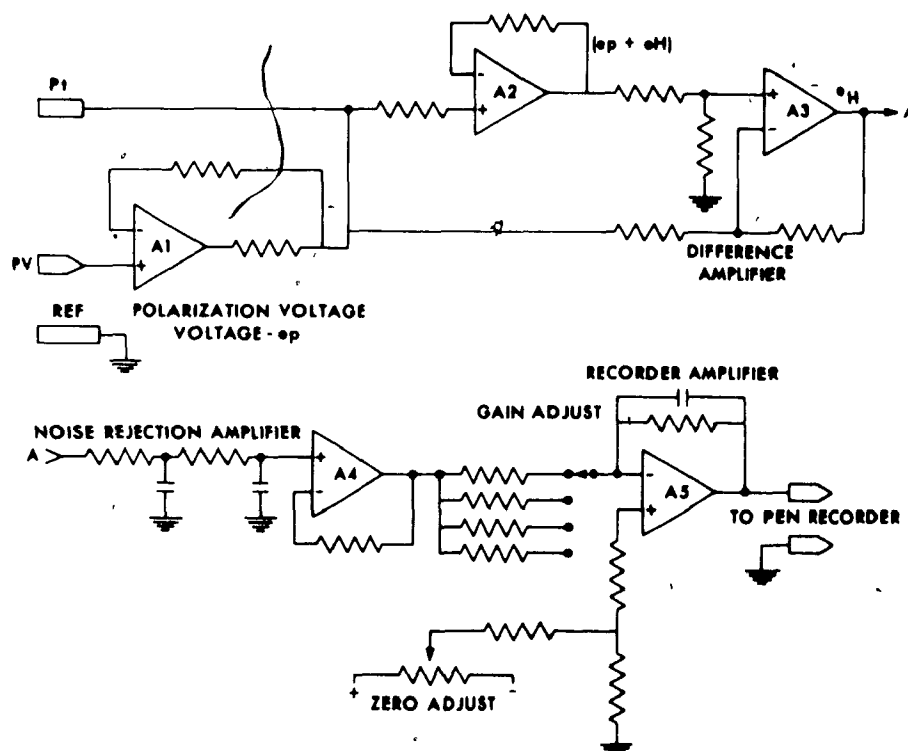 (ep + eH)
Pt
A2
A3
eH
A
A1
DIFFERENCE
AMPLIFIER
PV
REF
POLARIZATION VOLTAGE
VOLTAGE - ep
RECORDER AMPLIFIER
GAIN ADJUST
NOISE REJECTION AMPLIFIER
A
A4
A5
TO PEN RECORDER
ZERO ADJUST